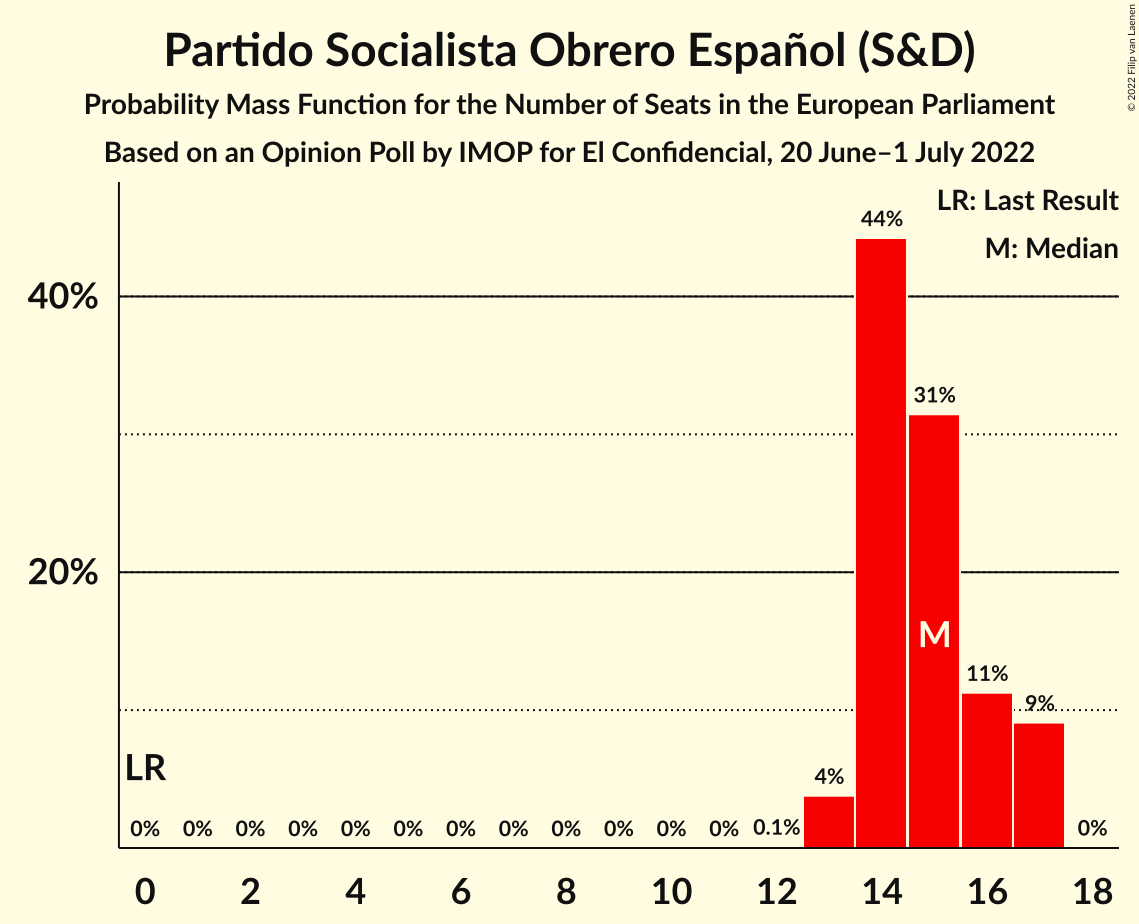 Partido Socialista Obrero Español (S&D)
Probability Mass Function for the Number of Seats in the European Parliament
Based on an Opinion Poll by IMOP for El Confidencial, 20 June–1 July 2022
© 2022 Filip van Laenen
LR: Last Result
M: Median
44%
40%
31%
20%
M
11%
9%
LR
4%
0% 0% 0% 0% 0% 0% 0% 0% 0% 0% 0% 0% 0.1% 0%
0 2 4 6 8 10 12 14 16 18